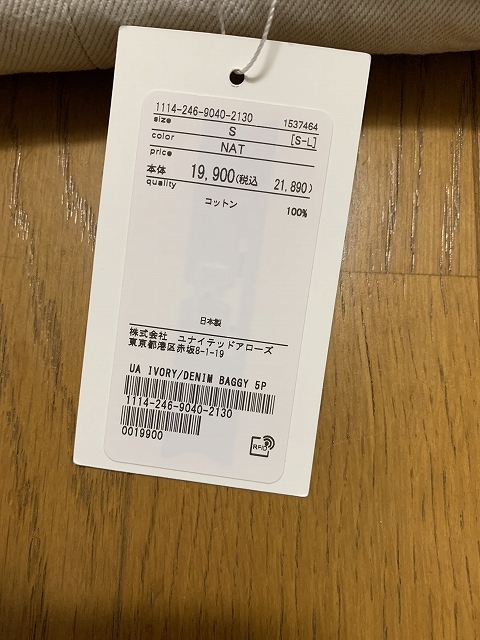 1114-246-9040-2130 1537464
size S [S-L]
color NAT
price
本体 19,900(税込 21,890)
quality
コットン 100%
日本製
株式会社 ユナイテッドアローズ
東京都港区赤坂8-1-19
UA IVORY/DENIM BAGGY 5P
1114-246-9040-2130
0019900
RFID